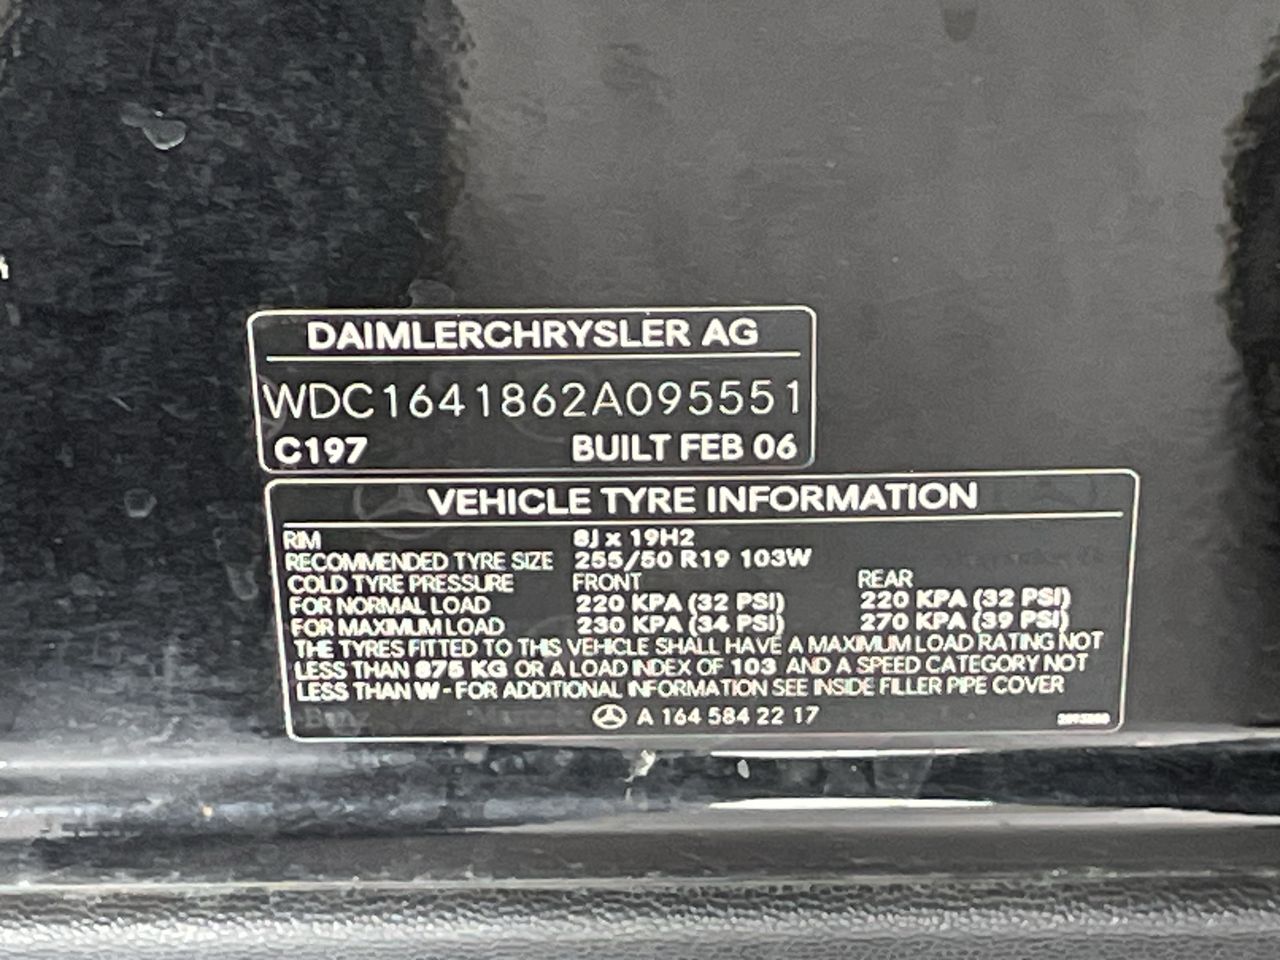 DAIMLERCHRYSLER AG
WDC1641862A095551
C197 BUILT FEB 06
VEHICLE TYRE INFORMATION
RIM 8J x 19H2
RECOMMENDED TYRE SIZE 255/50 R19 103W
COLD TYRE PRESSURE FRONT REAR
FOR NORMAL LOAD 220 KPA (32 PSI) 220 KPA (32 PSI)
FOR MAXIMUM LOAD 230 KPA (34 PSI) 270 KPA (39 PSI)
THE TYRES FITTED TO THIS VEHICLE SHALL HAVE A MAXIMUM LOAD RATING NOT
LESS THAN 875 KG OR A LOAD INDEX OF 103 AND A SPEED CATEGORY NOT
LESS THAN W - FOR ADDITIONAL INFORMATION SEE INSIDE FILLER PIPE COVER
A 164 584 22 17